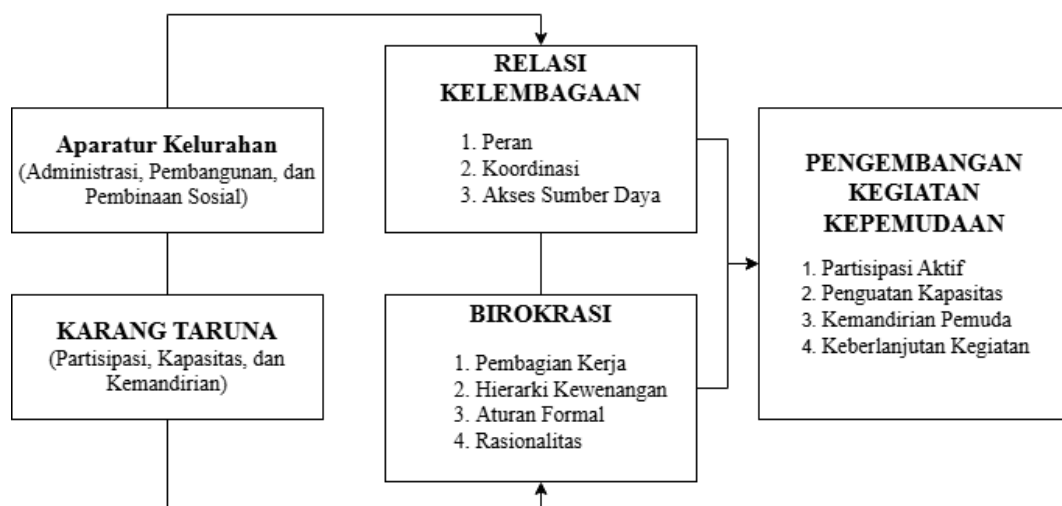 Aparatur Kelurahan
(Administrasi, Pembangunan, dan
Pembinaan Sosial)
KARANG TARUNA
(Partisipasi, Kapasitas, dan
Kemandirian)
RELASI
KELEMBAGAAN
1. Peran
2. Koordinasi
3. Akses Sumber Daya
BIROKRASI
1. Pembagian Kerja
2. Hierarki Kewenangan
3. Aturan Formal
4. Rasionalitas
PENGEMBANGAN
KEGIATAN
KEPEMUDAAN
1. Partisipasi Aktif
2. Penguatan Kapasitas
3. Kemandirian Pemuda
4. Keberlanjutan Kegiatan